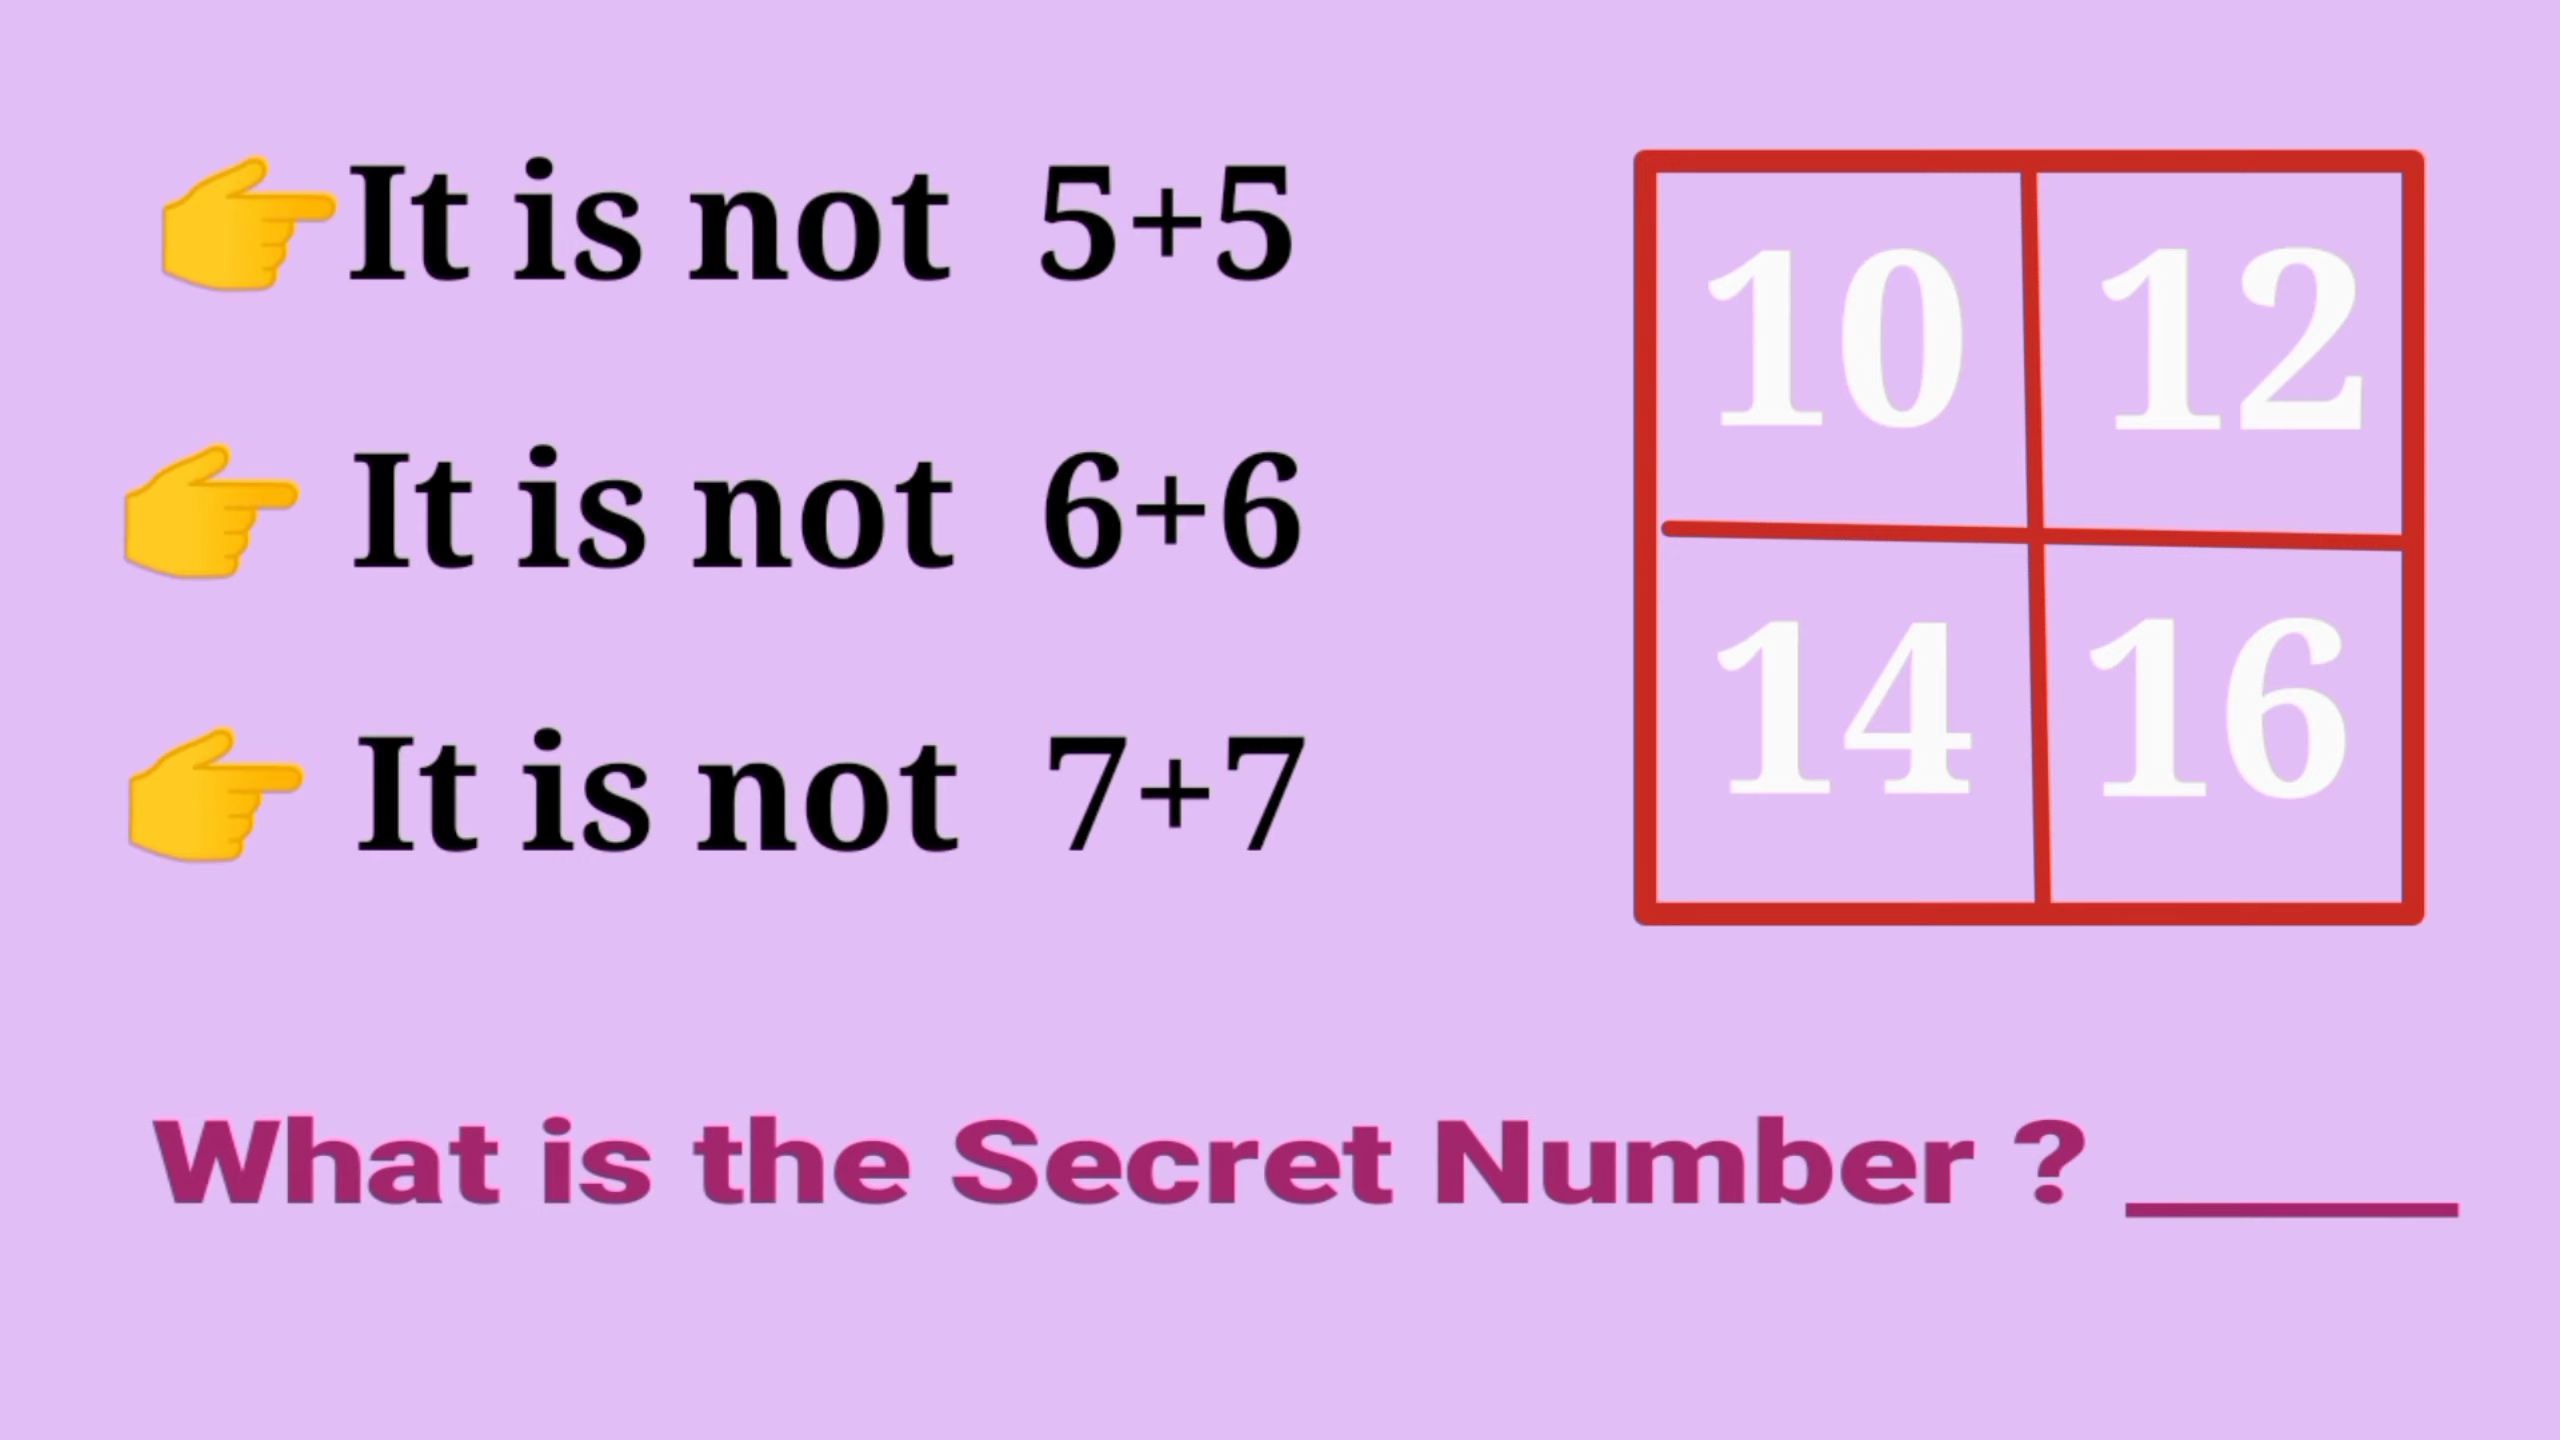 It is not 5+5
It is not 6+6
It is not 7+7
10 12
14 16
What is the Secret Number ? _____